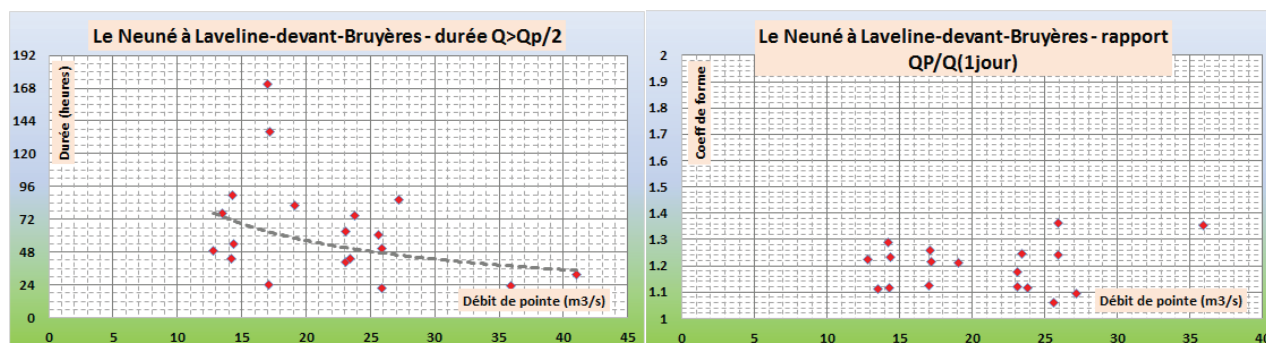 Le Neuné à Laveline-devant-Bruyères - durée Q>Qp/2
Durée (heures)
192
168
144
120
96
72
48
24
0
Débit de pointe (m3/s)
0 5 10 15 20 25 30 35 40 45
Le Neuné à Laveline-devant-Bruyères - rapport
QP/Q(1jour)
Coeff de forme
2
1.9
1.8
1.7
1.6
1.5
1.4
1.3
1.2
1.1
1
Débit de pointe (m3/s)
0 5 10 15 20 25 30 35 40